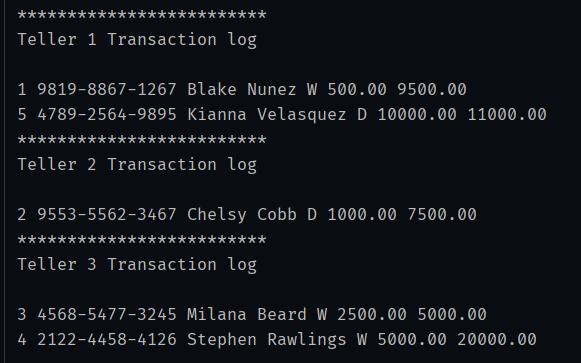 *************************
Teller 1 Transaction log
1 9819-8867-1267 Blake Nunez W 500.00 9500.00
5 4789-2564-9895 Kianna Velasquez D 10000.00 11000.00
*************************
Teller 2 Transaction log
2 9553-5562-3467 Chelsy Cobb D 1000.00 7500.00
*************************
Teller 3 Transaction log
3 4568-5477-3245 Milana Beard W 2500.00 5000.00
4 2122-4458-4126 Stephen Rawlings W 5000.00 20000.00